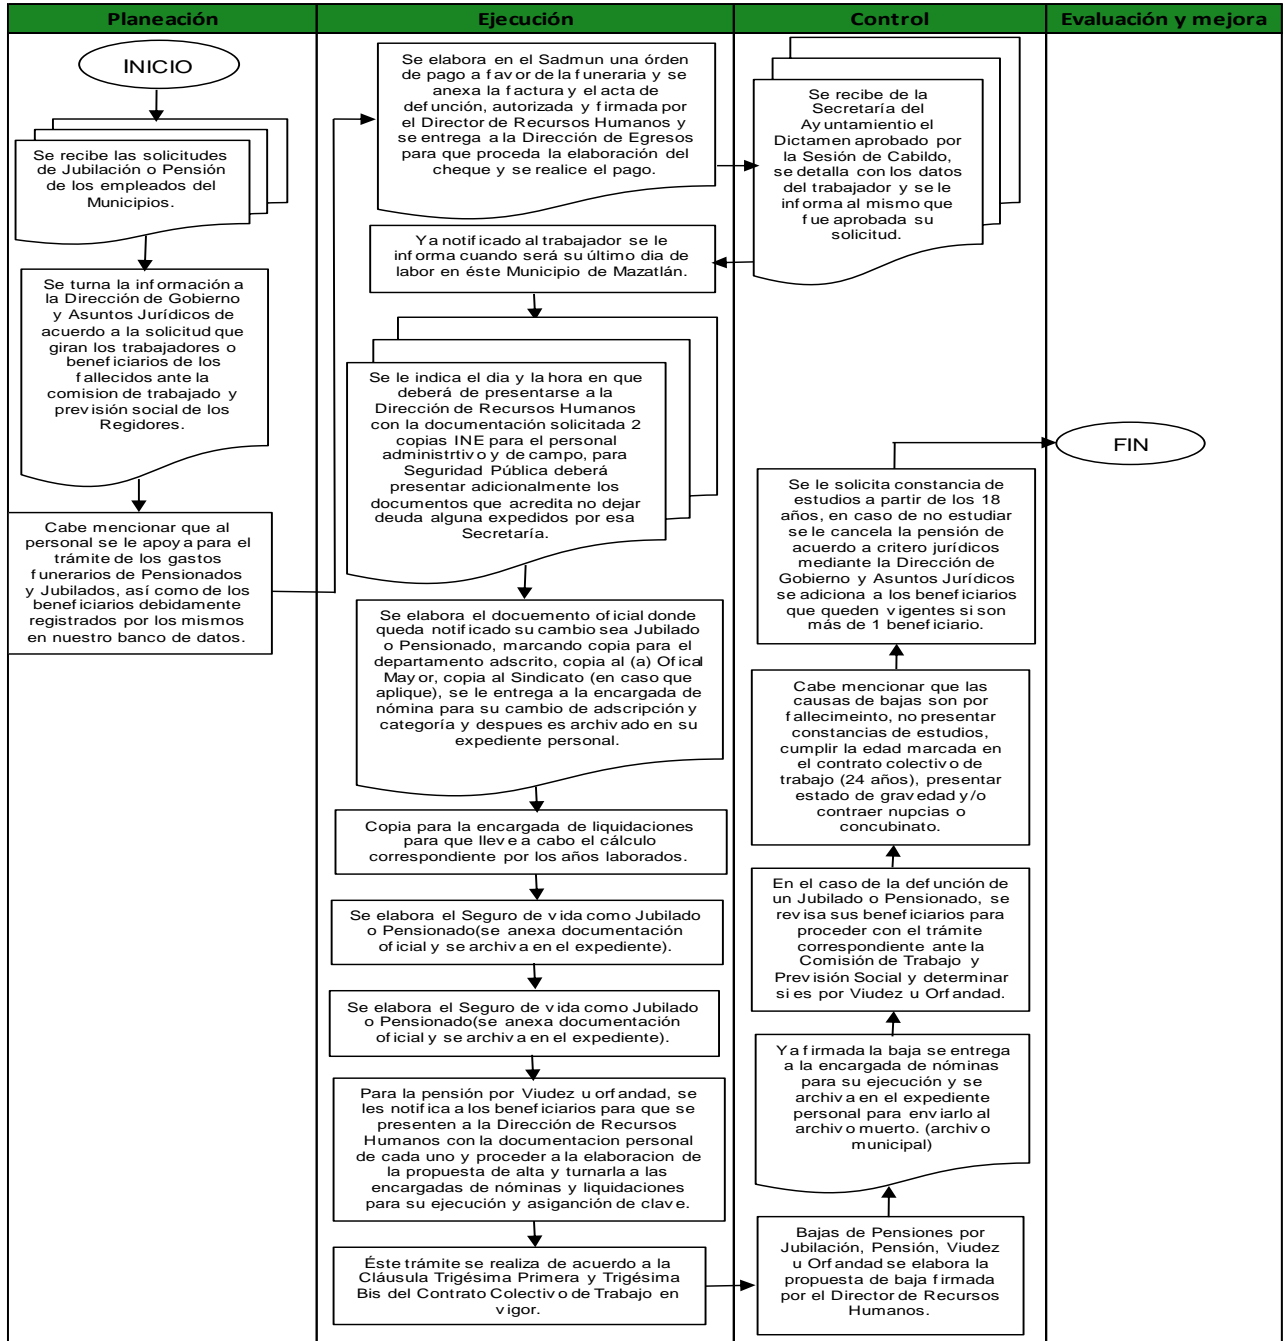 Planeación
Ejecución
Control
Evaluación y mejora
INICIO
Se recibe las solicitudes
de Jubilación o Pensión
de los empleados del
Municipios.
Se turna la información a
la Dirección de Gobierno
y Asuntos Jurídicos de
acuerdo a la solicitud que
giran los trabajadores o
beneficiarios de los
fallecidos ante la
comision de trabajado y
previsión social de los
Regidores.
Cabe mencionar que al
personal se le apoya para el
trámite de los gastos
funerarios de Pensionados
y Jubilados, así como de los
beneficiarios debidamente
registrados por los mismos
en nuestro banco de datos.
Se elabora en el Sadmun una órden
de pago a favor de la funeraria y se
anexa la factura y el acta de
defunción, autorizada y firmada por
el Director de Recursos Humanos y
se entrega a la Dirección de Egresos
para que proceda la elaboración del
cheque y se realice el pago.
Se recibe de la
Secretaría del
Ayuntamientio el
Dictamen aprobado por
la Sesión de Cabildo,
se detalla con los datos
del trabajador y se le
informa al mismo que
fue aprobada su
solicitud.
Ya notificado al trabajador se le
informa cuando será su último dia de
labor en éste Municipio de Mazatlán.
Se le indica el dia y la hora en que
deberá de presentarse a la
Dirección de Recursos Humanos
con la documentación solicitada 2
copias INE para el personal
administrtivo y de campo, para
Seguridad Pública deberá
presentar adicionalmente los
documentos que acredita no dejar
deuda alguna expedidos por esa
Secretaría.
Se elabora el docuemento oficial donde
queda notificado su cambio sea Jubilado
o Pensionado, marcando copia para el
departamento adscrito, copia al (a) Ofical
Mayor, copia al Sindicato (en caso que
aplique), se le entrega a la encargada de
nómina para su cambio de adscripción y
categoría y despues es archivado en su
expediente personal.
Copia para la encargada de liquidaciones
para que lleve a cabo el cálculo
correspondiente por los años laborados.
Se elabora el Seguro de vida como Jubilado
o Pensionado(se anexa documentación
oficial y se archiva en el expediente).
Se elabora el Seguro de vida como Jubilado
o Pensionado(se anexa documentación
oficial y se archiva en el expediente).
Para la pensión por Viudez u orfandad, se
les notifica a los beneficiarios para que se
presenten a la Dirección de Recursos
Humanos con la documentacion personal
de cada uno y proceder a la elaboracion de
la propuesta de alta y turnarla a las
encargadas de nóminas y liquidaciones
para su ejecución y asigancion de clave.
Éste trámite se realiza de acuerdo a la
Cláusula Trigésima Primera y Trigésima
Bis del Contrato Colectivo de Trabajo en
vigor.
Bajas de Pensiones por
Jubilación, Pensión, Viudez
u Orfandad se elabora la
propuesta de baja firmada
por el Director de Recursos
Humanos.
Ya firmada la baja se entrega
a la encargada de nóminas
para su ejecución y se
archiva en el expediente
personal para enviarlo al
archivo muerto. (archivo
municipal)
En el caso de la defunción de
un Jubilado o Pensionado, se
revisa sus beneficiarios para
proceder con el trámite
correspondiente ante la
Comisión de Trabajo y
Previsión Social y determinar
si es por Viudez u Orfandad.
Cabe mencionar que las
causas de bajas son por
fallecimeinto, no presentar
constancias de estudios,
cumplir la edad marcada en
el contrato colectivo de
trabajo (24 años), presentar
estado de gravedad y/o
contraer nupcias o
concubinato.
Se le solicita constancia de
estudios a partir de los 18
años, en caso de no estudiar
se le cancela la pensión de
acuerdo a critero jurídicos
mediante la Dirección de
Gobierno y Asuntos Jurídicos
se adiciona a los beneficiarios
que queden vigentes si son
más de 1 beneficiario.
FIN